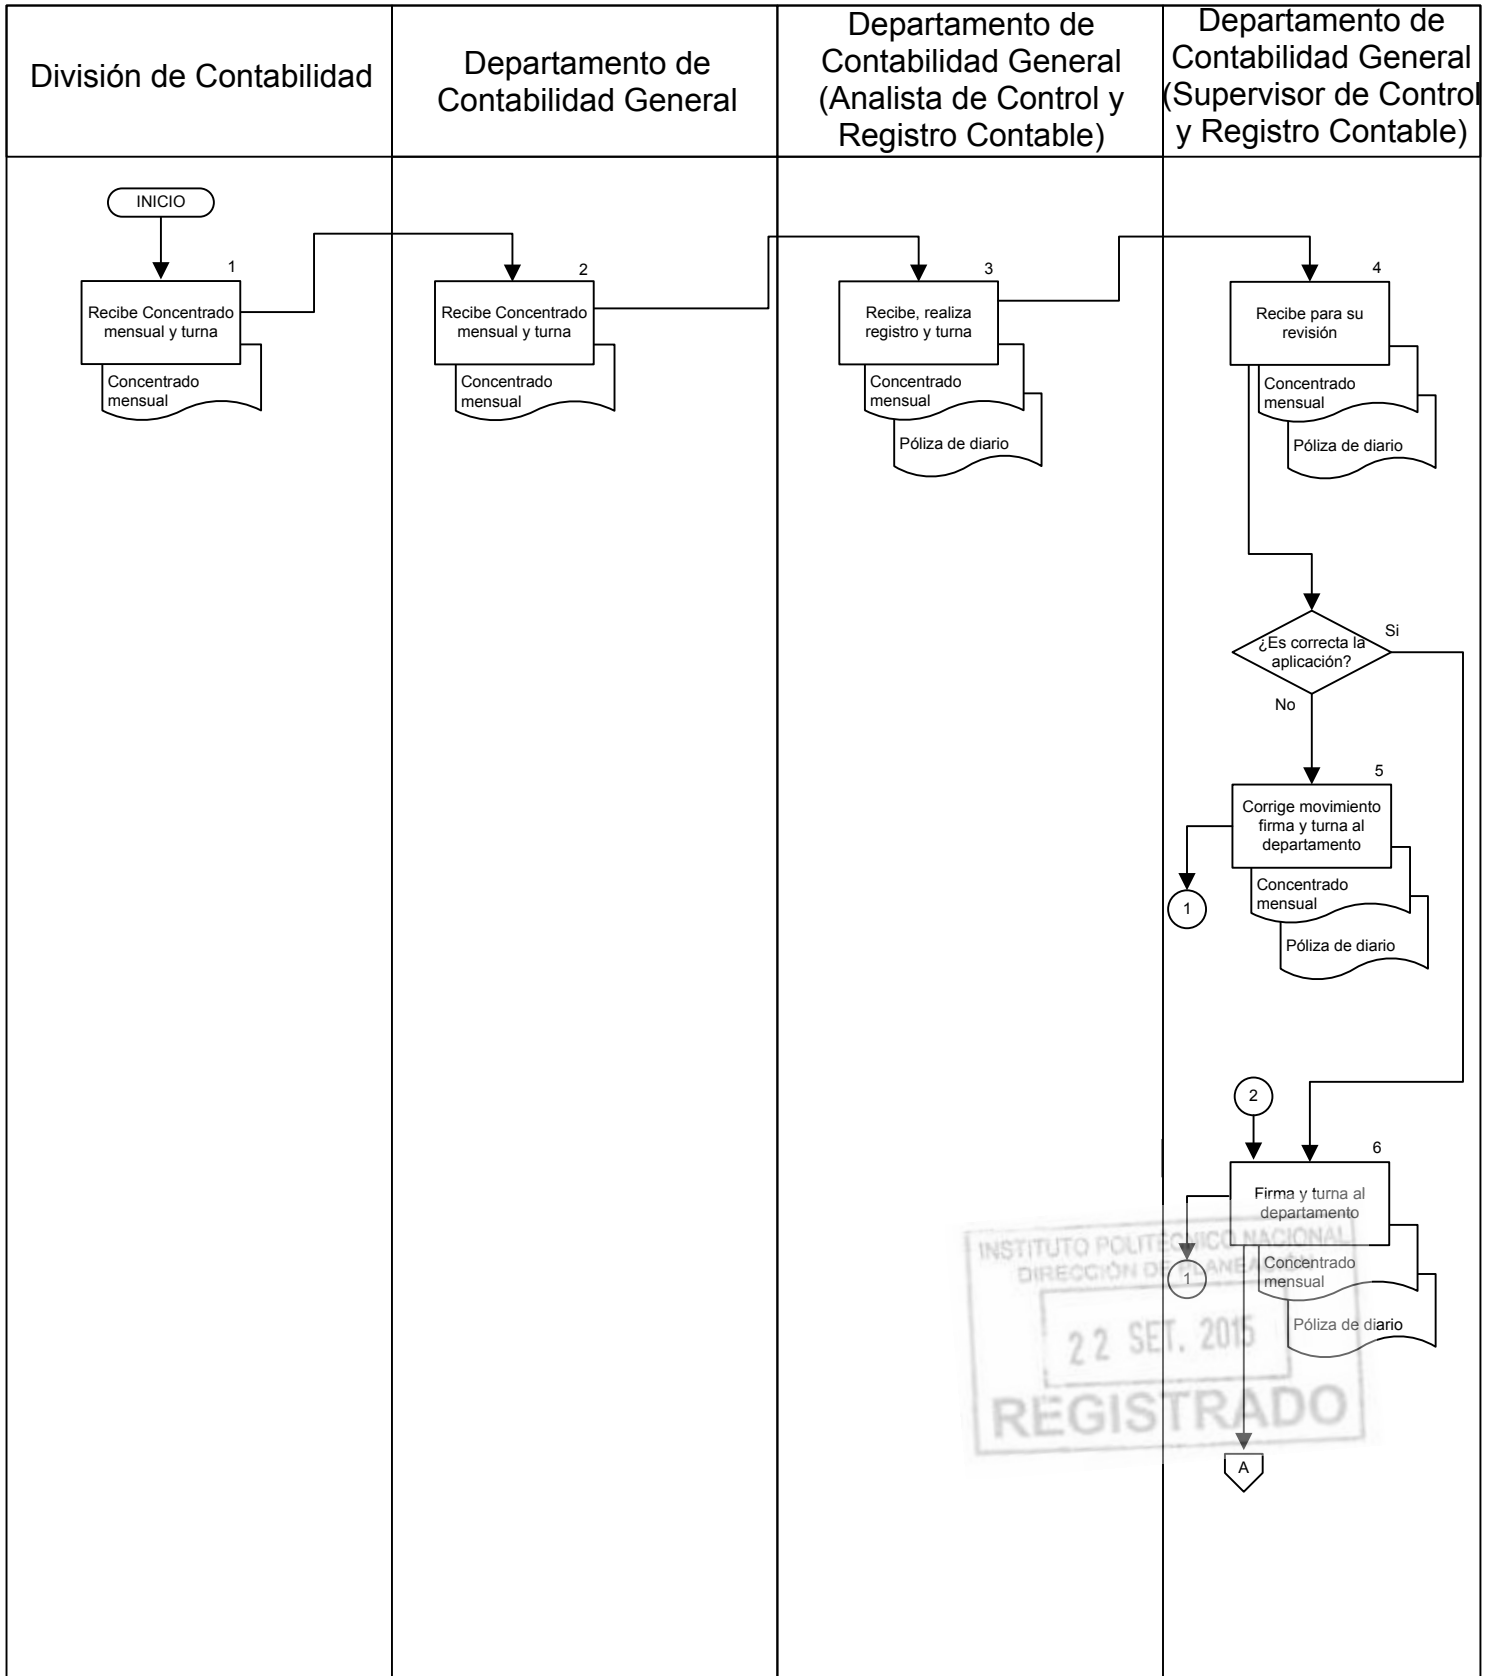 División de Contabilidad
Departamento de
Contabilidad General
Departamento de
Contabilidad General
(Analista de Control y
Registro Contable)
Departamento de
Contabilidad General
(Supervisor de Control
y Registro Contable)
INICIO
1
Recibe Concentrado
mensual y turna
Concentrado
mensual
2
Recibe Concentrado
mensual y turna
Concentrado
mensual
3
Recibe, realiza
registro y turna
Concentrado
mensual
Póliza de diario
4
Recibe para su
revisión
Concentrado
mensual
Póliza de diario
¿Es correcta la
aplicación?
Si
No
5
Corrige movimiento
firma y turna al
departamento
Concentrado
mensual
Póliza de diario
1
2
6
Firma y turna al
departamento
Concentrado
mensual
Póliza de diario
1
A
INSTITUTO POLITECNICO NACIONAL
DIRECCIÓN DE PLANEACIÓN
22 SET. 2015
REGISTRADO